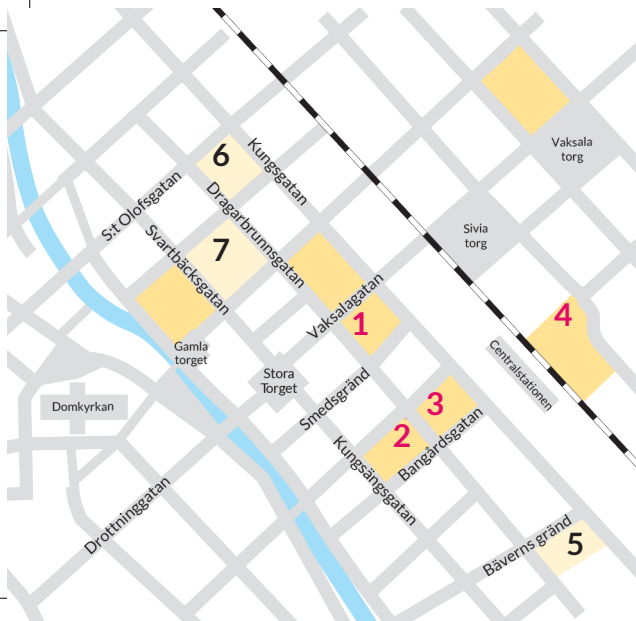 Vaksala
torg
Kungsgatan
6
S:t Olofsgatan
Dragarbrunnsgatan
Svartbäcksgatan
7
Sivia
torg
Vaksalagatan
1
4
Gamla
torget
Centralstationen
Stora
Torget
Smedsgränd
Domkyrkan
3
2
Bangårdsgatan
Kungsängsgatan
Drottninggatan
Bäverns gränd
5